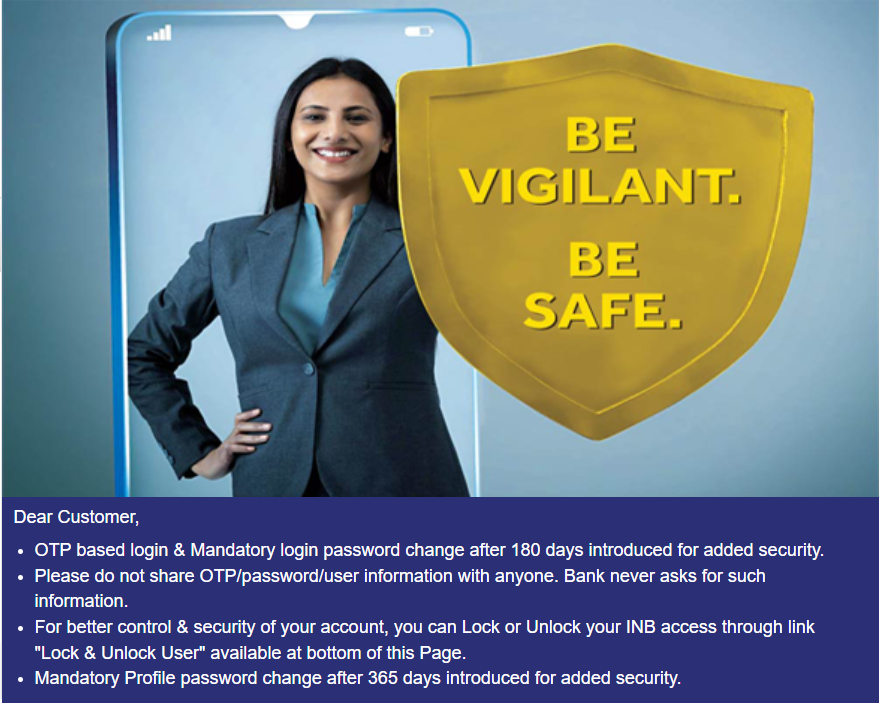 BE
VIGILANT.
BE
SAFE.
Dear Customer,
• OTP based login & Mandatory login password change after 180 days introduced for added security.
• Please do not share OTP/password/user information with anyone. Bank never asks for such
information.
• For better control & security of your account, you can Lock or Unlock your INB access through link
"Lock & Unlock User" available at bottom of this Page.
• Mandatory Profile password change after 365 days introduced for added security.